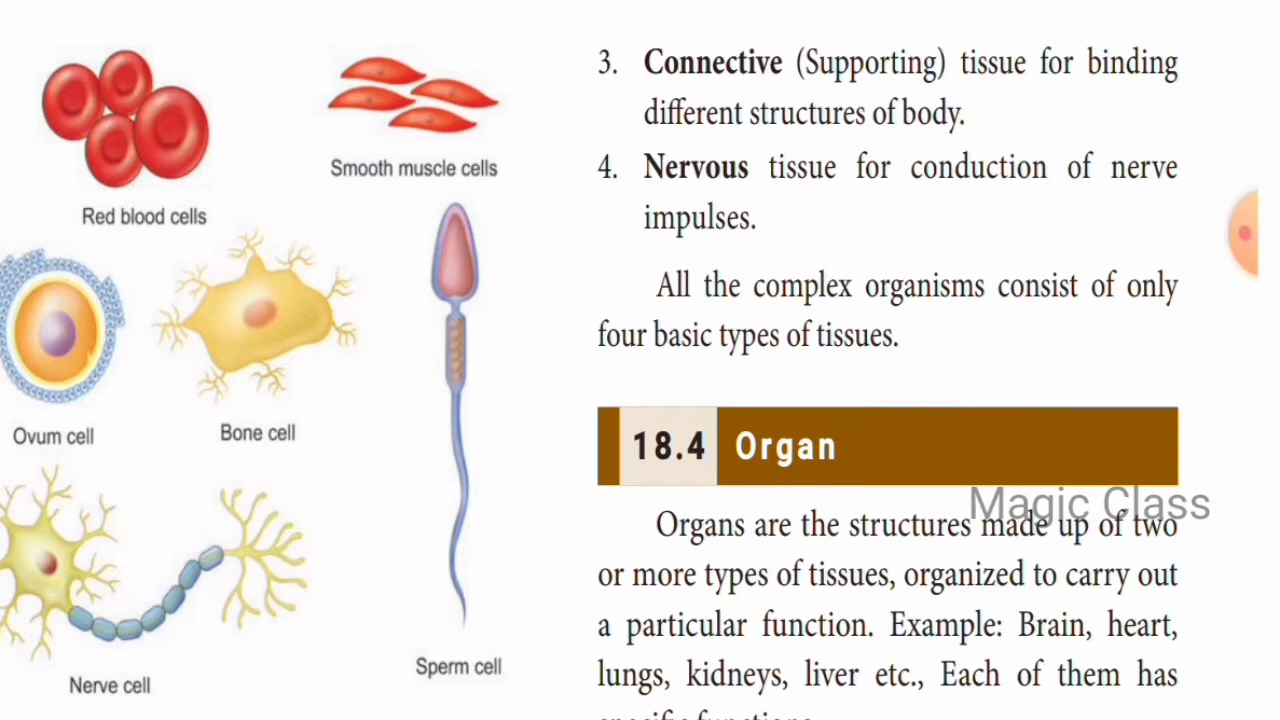 Red blood cells
Smooth muscle cells
Ovum cell
Bone cell
Nerve cell
Sperm cell
3. Connective (Supporting) tissue for binding
different structures of body.
4. Nervous tissue for conduction of nerve
impulses.
All the complex organisms consist of only
four basic types of tissues.
18.4 Organ
Magic Class
Organs are the structures made up of two
or more types of tissues, organized to carry out
a particular function. Example: Brain, heart,
lungs, kidneys, liver etc., Each of them has
specific functions